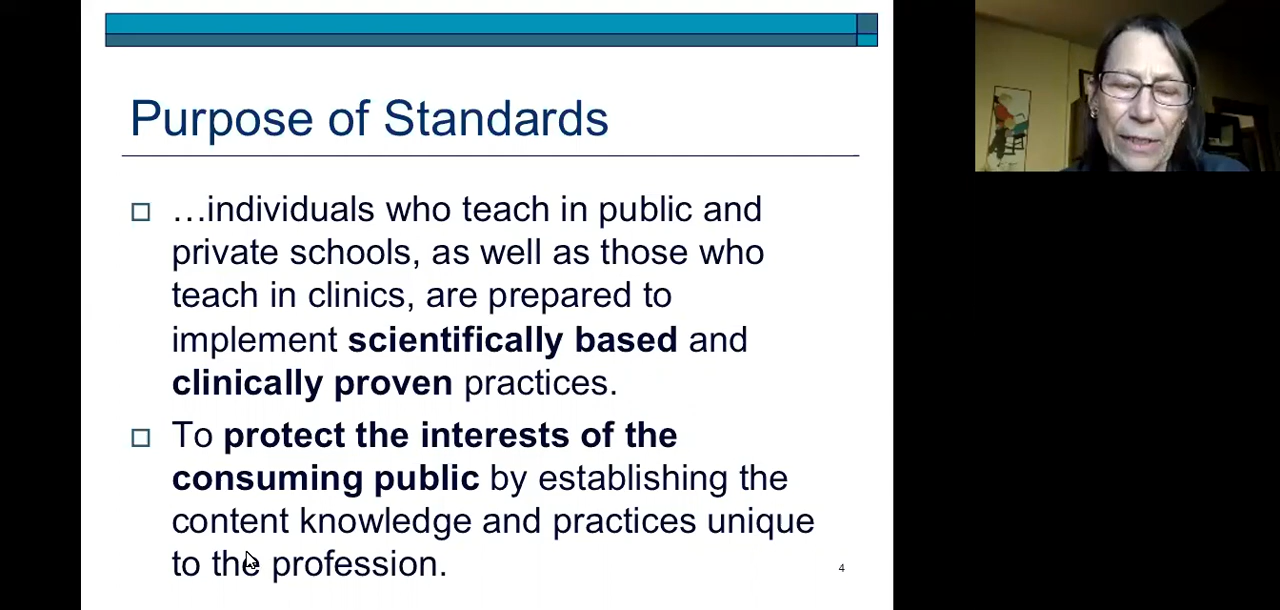 Purpose of Standards
…individuals who teach in public and
private schools, as well as those who
teach in clinics, are prepared to
implement scientifically based and
clinically proven practices.
To protect the interests of the
consuming public by establishing the
content knowledge and practices unique
to the profession.
4